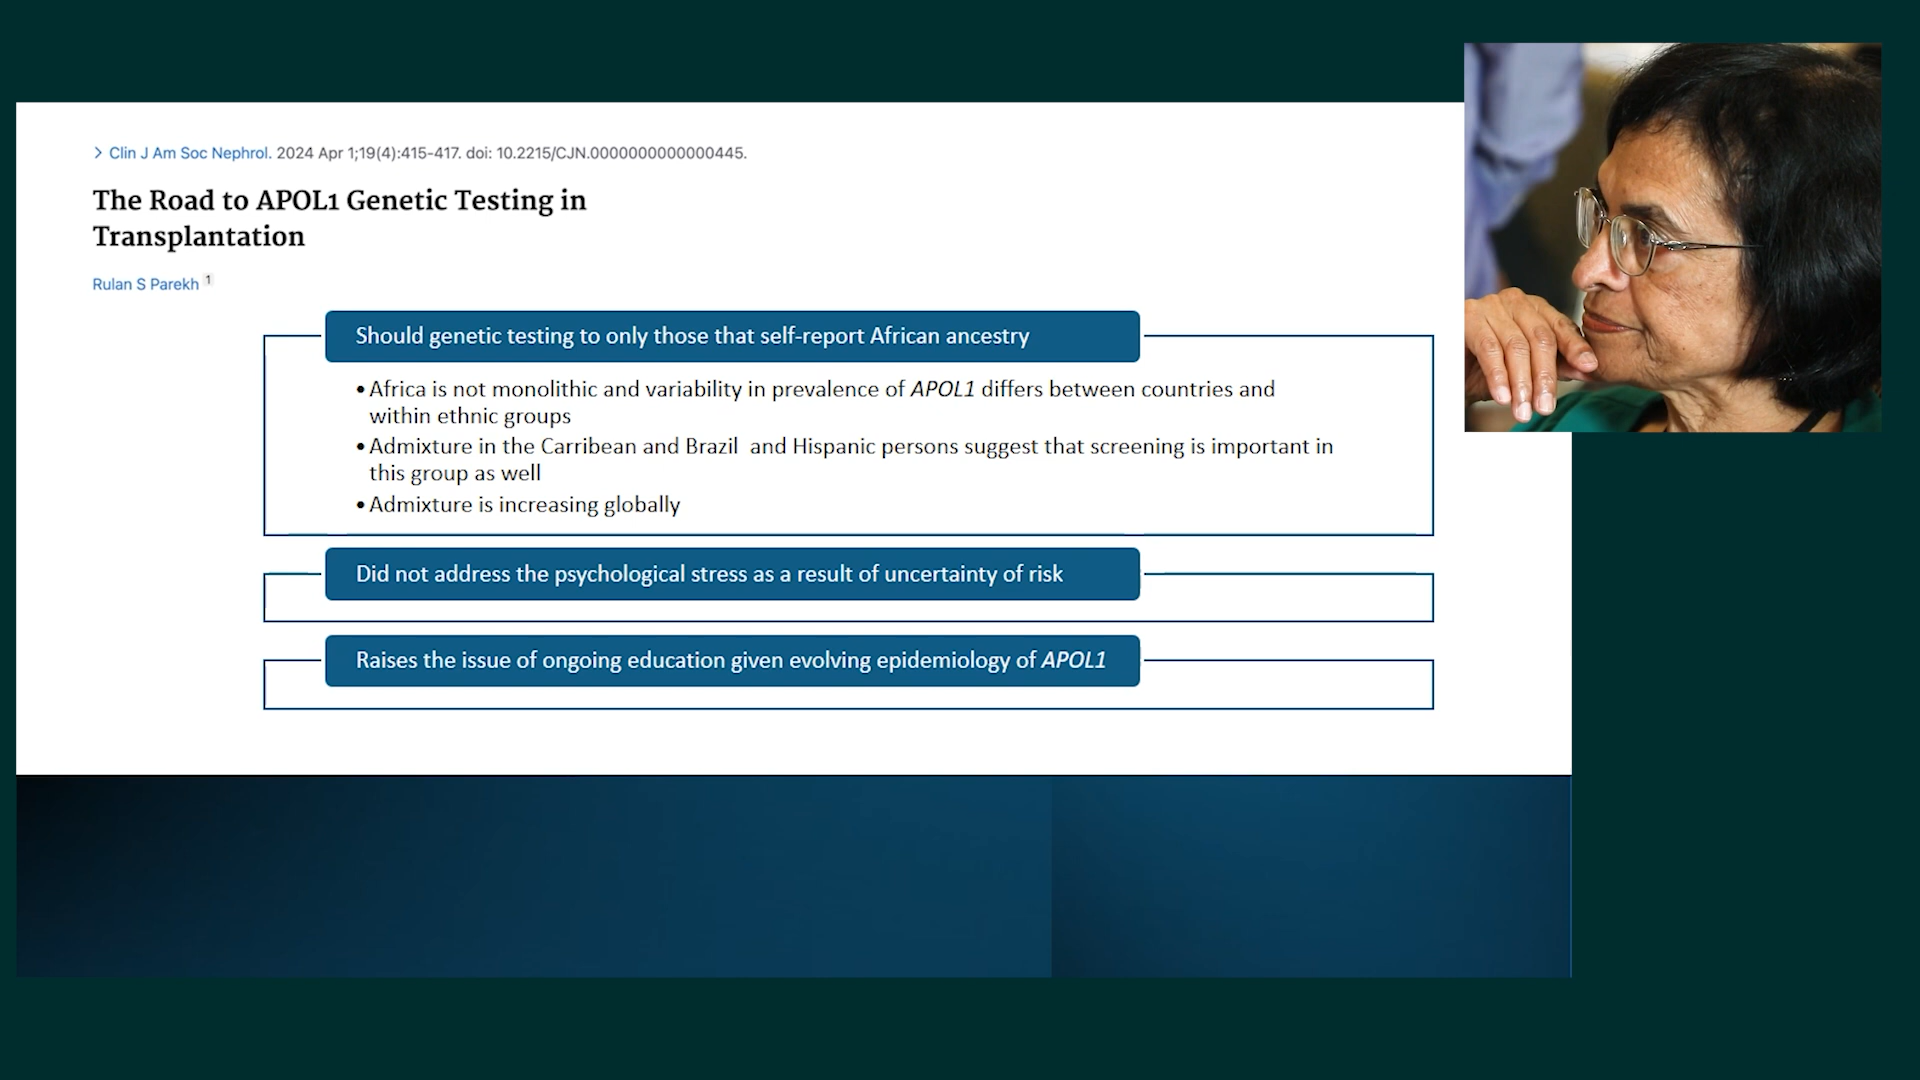 > Clin J Am Soc Nephrol. 2024 Apr 1;19(4):415-417. doi: 10.2215/CJN.0000000000000445.
The Road to APOL1 Genetic Testing in
Transplantation
Rulan S Parekh 1
Should genetic testing to only those that self-report African ancestry
• Africa is not monolithic and variability in prevalence of APOL1 differs between countries and
within ethnic groups
• Admixture in the Carribean and Brazil and Hispanic persons suggest that screening is important in
this group as well
• Admixture is increasing globally
Did not address the psychological stress as a result of uncertainty of risk
Raises the issue of ongoing education given evolving epidemiology of APOL1